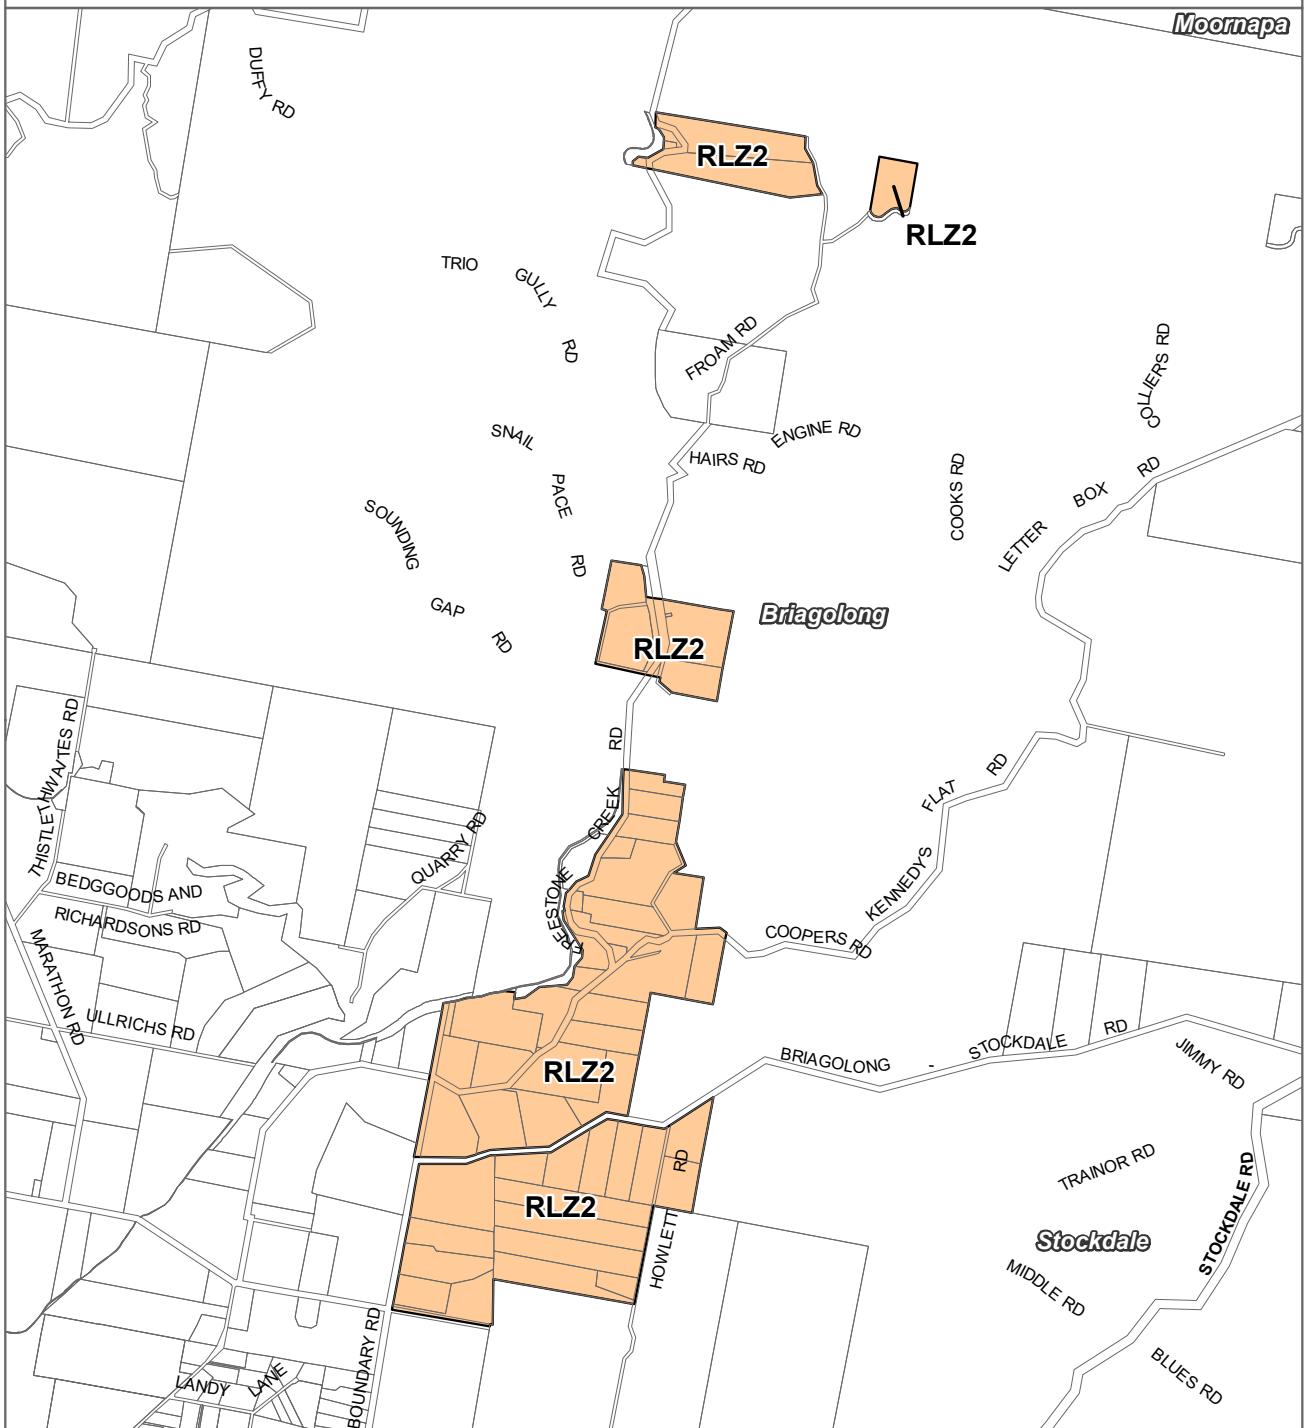 Moornapa
DUFFY RD
RLZ2
RLZ2
TRIO GULLY RD
FROAM RD
COLLIERS RD
SNAIL PACE RD
ENGINE RD
HAIRS RD
COOKS RD
LETTER BOX RD
SOUNDING GAP RD
Briagolong
RLZ2
THISTLETHWAITES RD
FREESTONE CREEK RD
KENNEDYS FLAT RD
QUARRY RD
BEDGGOODS AND
RICHARDSONS RD
COOPERS RD
MARATHON RD
ULLRICHS RD
BRIAGOLONG - STOCKDALE RD
JIMMY RD
RLZ2
TRAINOR RD
HOWLETT RD
RLZ2
STOCKDALE RD
Stockdale
MIDDLE RD
BOUNDARY RD
BLUES RD
LANDY LANE